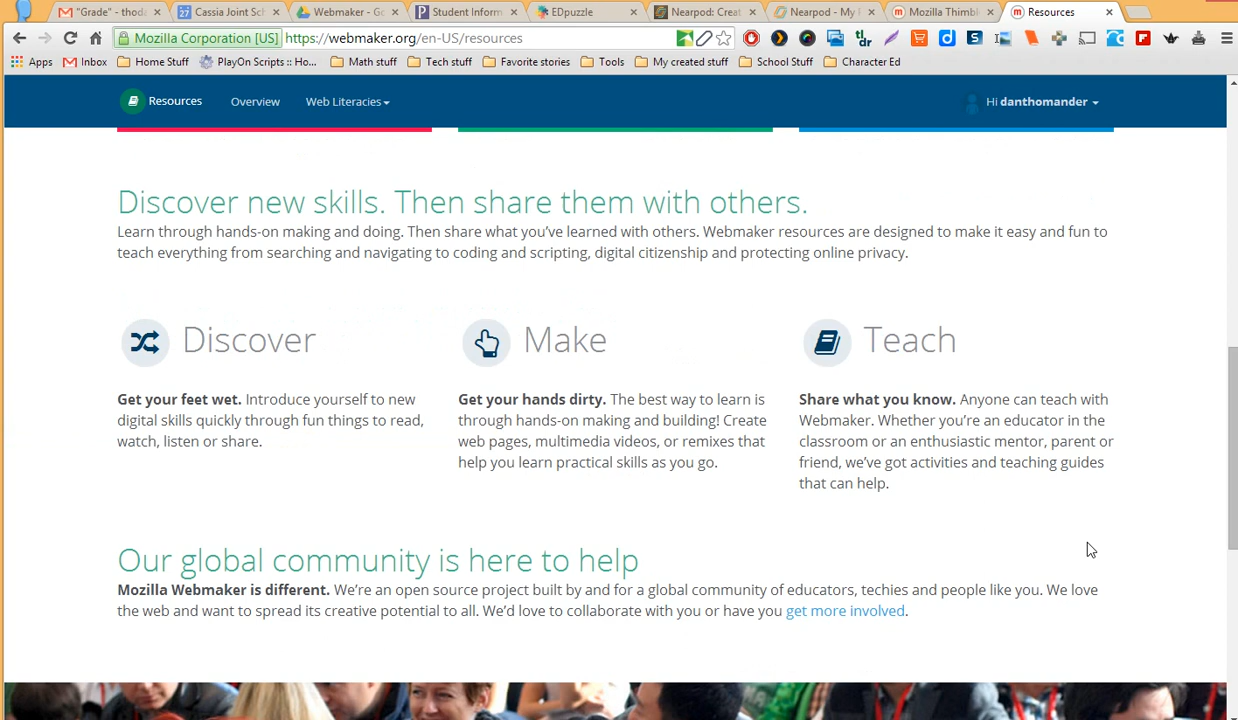 "Grade" - thoda
Cassia Joint Sch
Webmaker - Go
Student Inform
EDpuzzle
Nearpod: Creat
Nearpod - My
Mozilla Thimbl
Resources
Mozilla Corporation [US]
https://webmaker.org/en-US/resources
tl;dr
Apps
Inbox
Home Stuff
PlayOn Scripts :: Ho...
Math stuff
Tech stuff
Favorite stories
Tools
My created stuff
School Stuff
Character Ed
Resources
Overview
Web Literacies
Hi danthomander
Discover new skills. Then share them with others.
Learn through hands-on making and doing. Then share what you've learned with others. Webmaker resources are designed to make it easy and fun to
teach everything from searching and navigating to coding and scripting, digital citizenship and protecting online privacy.
Discover
Get your feet wet. Introduce yourself to new
digital skills quickly through fun things to read,
watch, listen or share.
Make
Get your hands dirty. The best way to learn is
through hands-on making and building! Create
web pages, multimedia videos, or remixes that
help you learn practical skills as you go.
Teach
Share what you know. Anyone can teach with
Webmaker. Whether you're an educator in the
classroom or an enthusiastic mentor, parent or
friend, we've got activities and teaching guides
that can help.
Our global community is here to help
Mozilla Webmaker is different. We're an open source project built by and for a global community of educators, techies and people like you. We love
the web and want to spread its creative potential to all. We'd love to collaborate with you or have you get more involved.